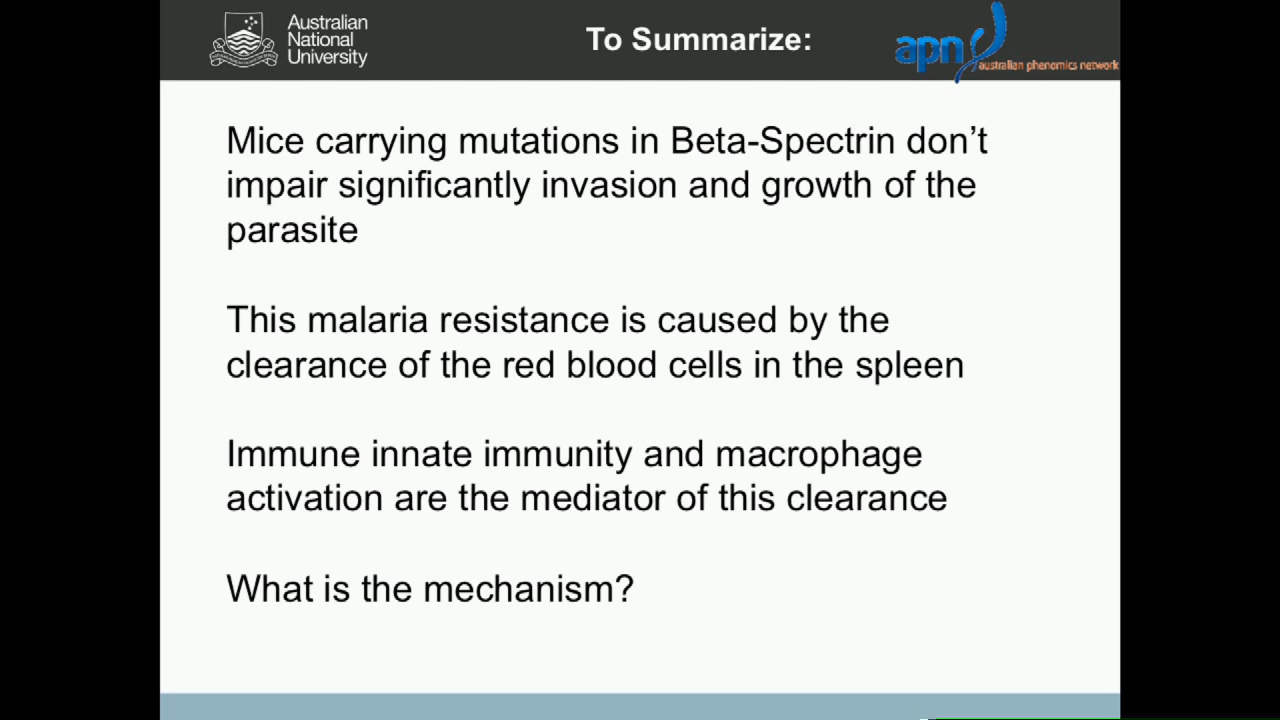 Australian
National
University
To Summarize:
apn
australian phenomics network
Mice carrying mutations in Beta-Spectrin don’t
impair significantly invasion and growth of the
parasite
This malaria resistance is caused by the
clearance of the red blood cells in the spleen
Immune innate immunity and macrophage
activation are the mediator of this clearance
What is the mechanism?